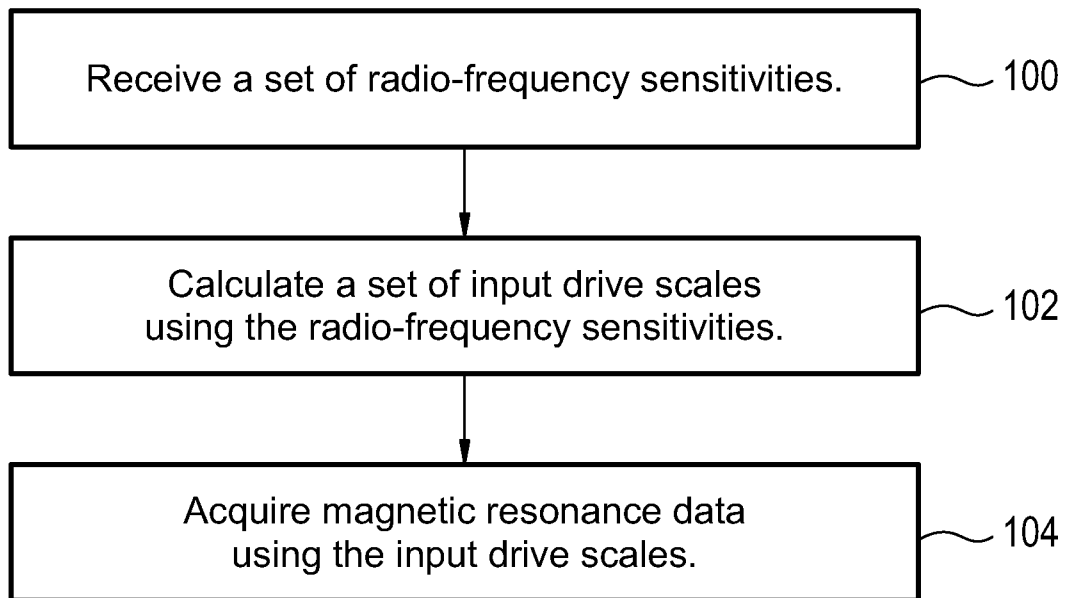 Receive a set of radio-frequency sensitivities.
100
Calculate a set of input drive scales
using the radio-frequency sensitivities.
102
Acquire magnetic resonance data
using the input drive scales.
104